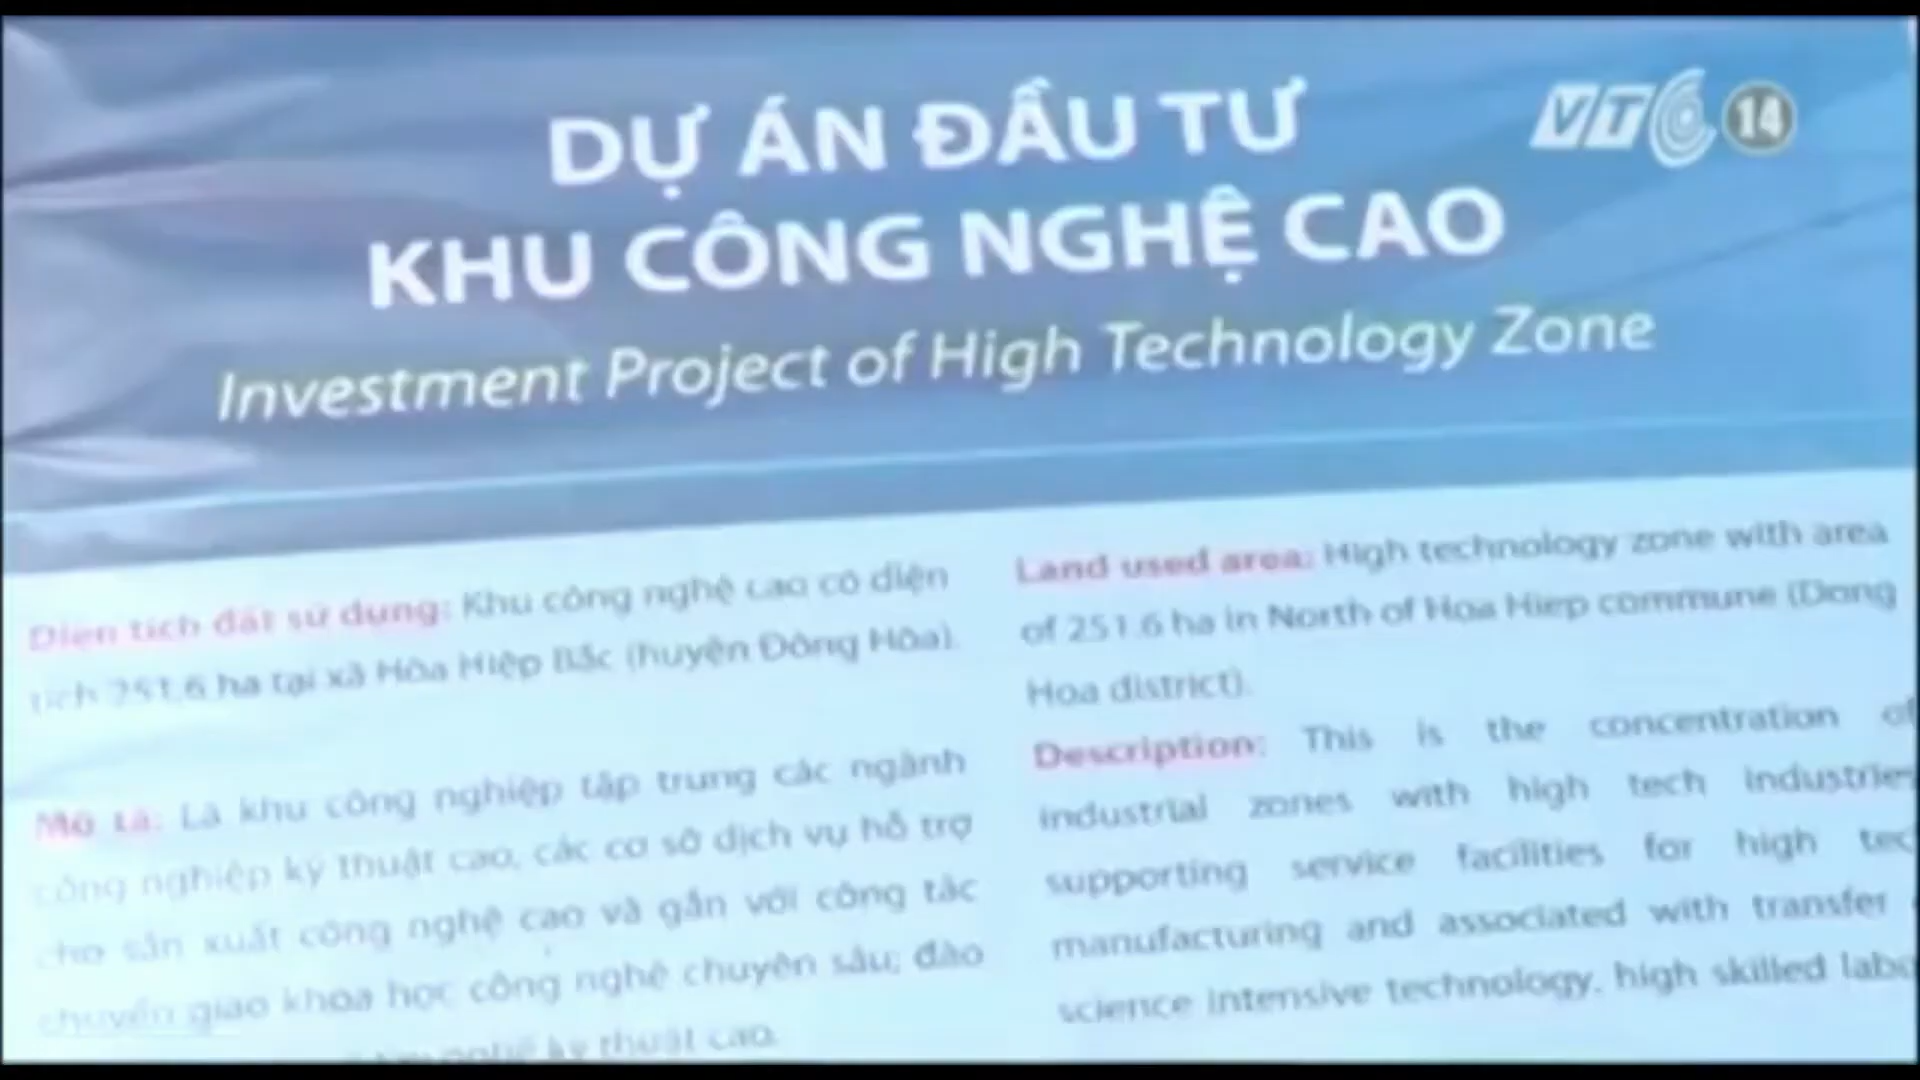 DỰ ÁN ĐẦU TƯ
KHU CÔNG NGHỆ CAO
Investment Project of High Technology Zone
VTC 14
Diện tích đất sử dụng: Khu công nghệ cao có diện
tích 251,6 ha tại xã Hòa Hiệp Bắc (huyện Đông Hòa).
Mô tả: Là khu công nghiệp tập trung các ngành
công nghiệp kỹ thuật cao, các cơ sở dịch vụ hỗ trợ
cho sản xuất công nghệ cao và gắn với công tác
chuyển giao khoa học công nghệ chuyên sâu; đào
nghề kỹ thuật cao.
Land used area: High technology zone with area
of 251.6 ha in North of Hoa Hiep commune (Dong
Hoa district).
Description: This is the concentration of
industrial zones with high tech industries
supporting service facilities for high tec
manufacturing and associated with transfer
science intensive technology, high skilled labo